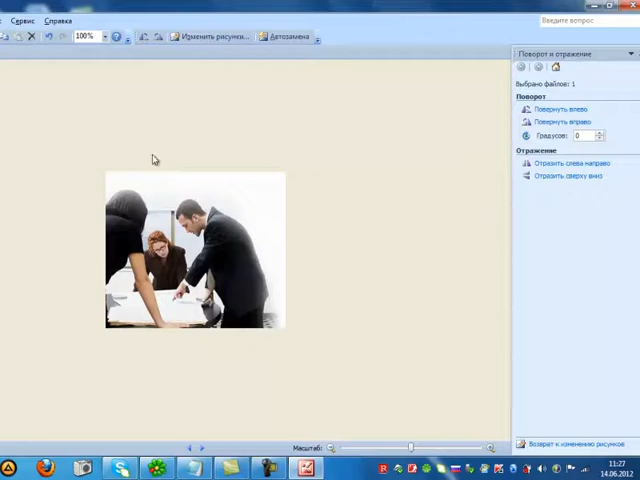 Сервис Справка
Введите вопрос
100% Изменить рисунки... Автозамена
Поворот и отражение
Выбрано файлов: 1
Поворот
Повернуть влево
Повернуть вправо
Градусов: 0
Отражение
Отразить слева направо
Отразить сверху вниз
Возврат к изменению рисунков
Масштаб:
11:27
14.06.2012